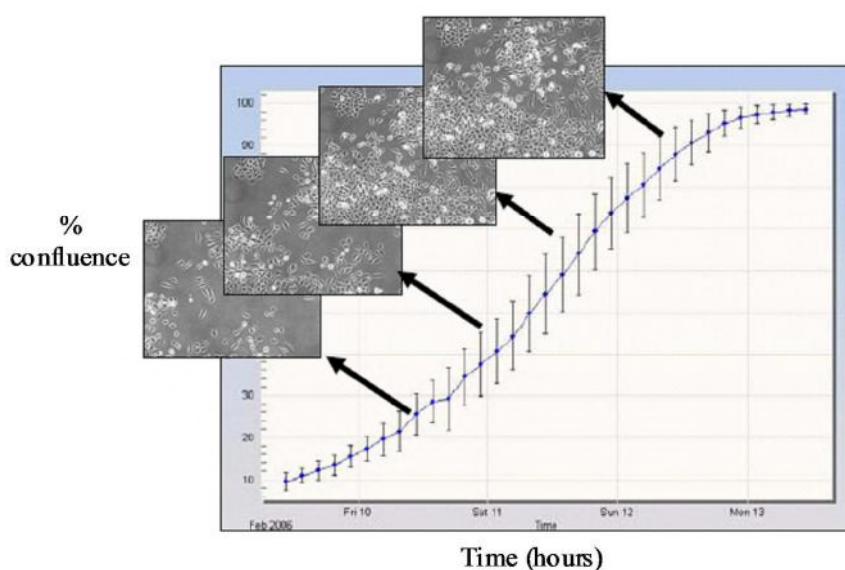 100
90
%
confluence
30
20
10
Fri 10
Sat 11
Sun 12
Mon 13
Feb 2006
Time
Time (hours)